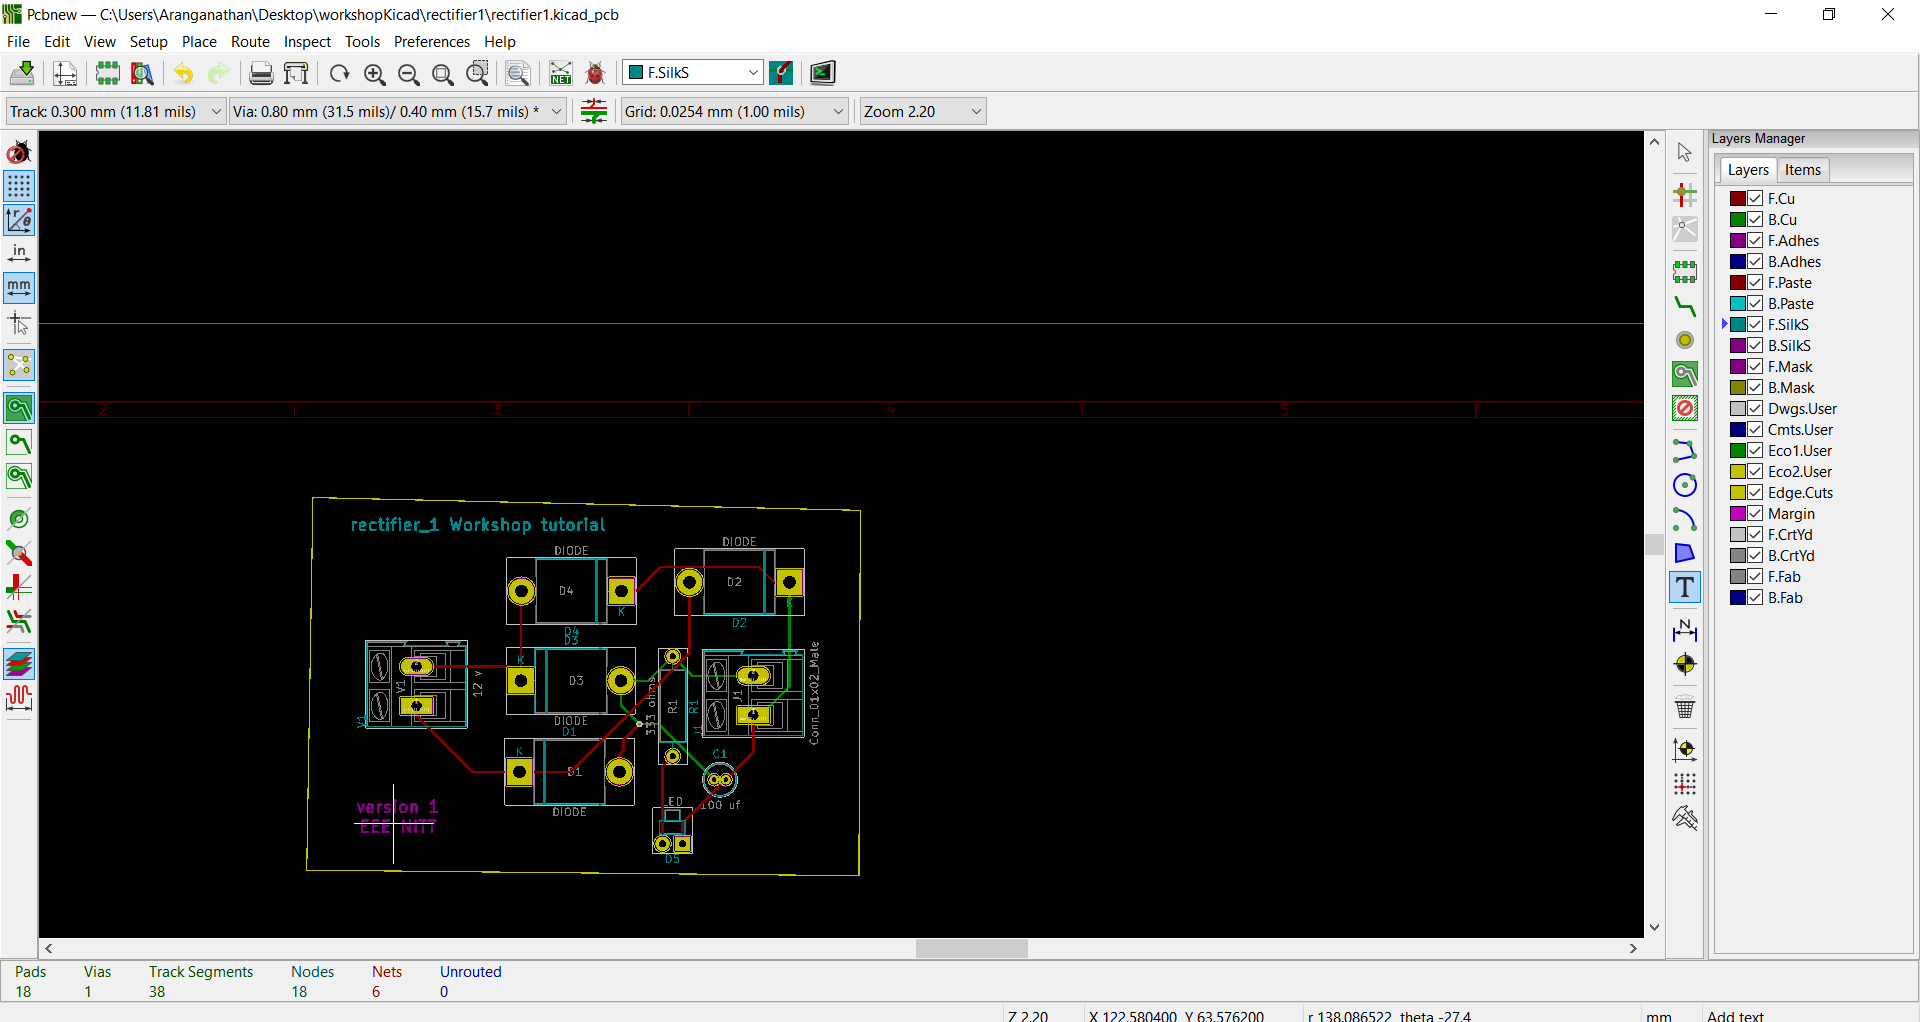 Pcbnew — C:\Users\Aranganathan\Desktop\workshopKicad\rectifier1\rectifier1.kicad_pcb
File Edit View Setup Place Route Inspect Tools Preferences Help
NET
F.SilkS
Track: 0.300 mm (11.81 mils) Via: 0.80 mm (31.5 mils)/ 0.40 mm (15.7 mils) * Grid: 0.0254 mm (1.00 mils) Zoom 2.20
Layers Manager
Layers Items
F.Cu
B.Cu
F.Adhes
B.Adhes
F.Paste
B.Paste
F.SilkS
B.SilkS
F.Mask
B.Mask
Dwgs.User
Cmts.User
Eco1.User
Eco2.User
Edge.Cuts
Margin
F.CrtYd
B.CrtYd
F.Fab
B.Fab
in
mm
T
N
2 3 4 5
rectifier_1 Workshop tutorial
DIODE
DIODE
D4
D2
K
K
D4
D2
D3
K
D3
V1
V1
12 v
DIODE
D1
K
D1
DIODE
333 ohms
R1
R1
J1
J1
Conn_01x02_Male
C1
100 uf
LED
D5
version 1
EEE NITT
Pads Vias Track Segments Nodes Nets Unrouted
18 1 38 18 6 0
Z 2.20 X 122.580400 Y 63.576200 r 138.086522 theta -27.4 mm Add text